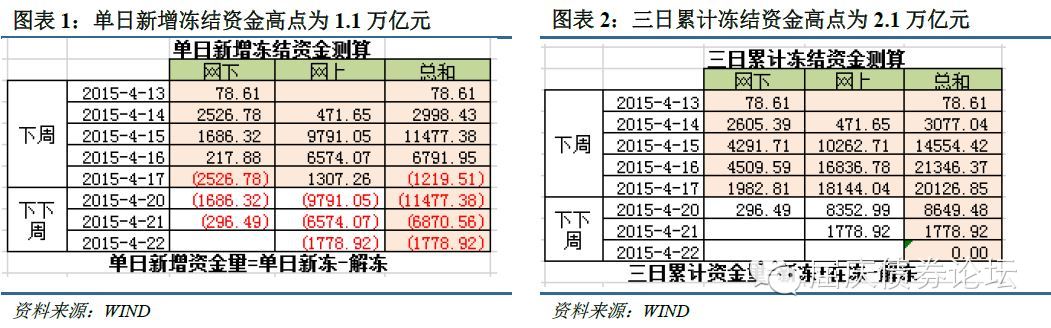 图表 1：单日新增冻结资金高点为 1.1 万亿元
单日新增冻结资金测算
网下 网上 总和
下周 2015-4-13 78.61 78.61
2015-4-14 2526.78 471.65 2998.43
2015-4-15 1686.32 9791.05 11477.38
2015-4-16 217.88 6574.07 6791.95
2015-4-17 (2526.78) 1307.26 (1219.51)
下下周 2015-4-20 (1686.32) (9791.05) (11477.38)
2015-4-21 (296.49) (6574.07) (6870.56)
2015-4-22 (1778.92) (1778.92)
单日新增资金量=单日新冻-解冻
资料来源：WIND
图表 2：三日累计冻结资金高点为 2.1 万亿元
三日累计冻结资金测算
网下 网上 总和
下周 2015-4-13 78.61 78.61
2015-4-14 2605.39 471.65 3077.04
2015-4-15 4291.71 10262.71 14554.42
2015-4-16 4509.59 16836.78 21346.37
2015-4-17 1982.81 18144.04 20126.85
下下周 2015-4-20 296.49 8352.99 8649.48
2015-4-21 1778.92 1778.92
2015-4-22 0.00
三日累计资金量=新冻+在冻-解冻
屈庆债券论坛
资料来源：WIND